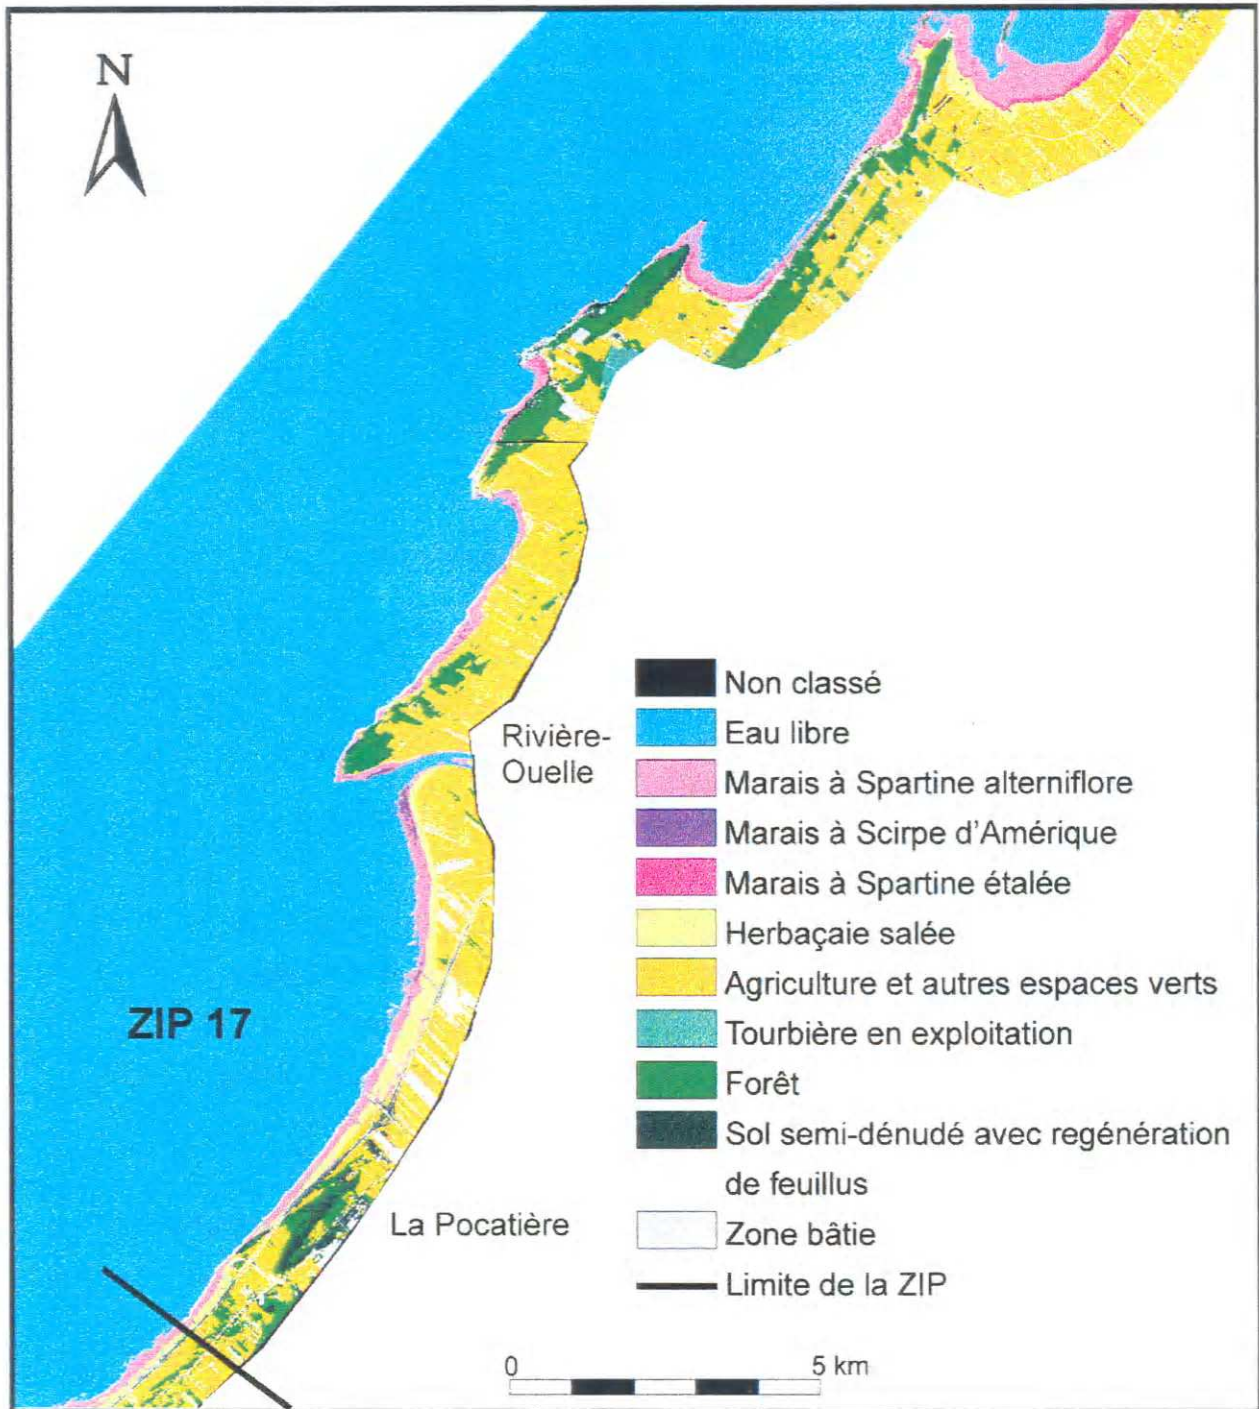 N
Rivière-
Ouelle
Non classé
Eau libre
Marais à Spartine alterniflore
Marais à Scirpe d'Amérique
Marais à Spartine étalée
Herbaçaie salée
Agriculture et autres espaces verts
Tourbière en exploitation
Forêt
Sol semi-dénudé avec regénération
de feuillus
Zone bâtie
Limite de la ZIP
ZIP 17
La Pocatière
0 5 km